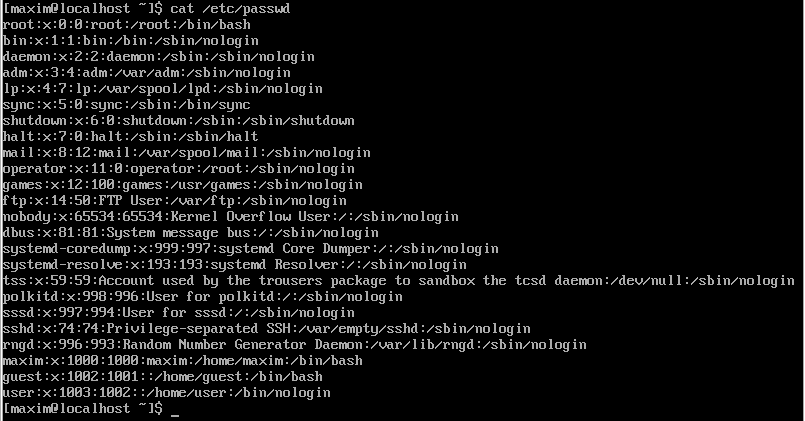 [maxim@localhost ~]$ cat /etc/passwd
root:x:0:0:root:/root:/bin/bash
bin:x:1:1:bin:/bin:/sbin/nologin
daemon:x:2:2:daemon:/sbin:/sbin/nologin
adm:x:3:4:adm:/var/adm:/sbin/nologin
lp:x:4:7:lp:/var/spool/lpd:/sbin/nologin
sync:x:5:0:sync:/sbin:/bin/sync
shutdown:x:6:0:shutdown:/sbin:/sbin/shutdown
halt:x:7:0:halt:/sbin:/sbin/halt
mail:x:8:12:mail:/var/spool/mail:/sbin/nologin
operator:x:11:0:operator:/root:/sbin/nologin
games:x:12:100:games:/usr/games:/sbin/nologin
ftp:x:14:50:FTP User:/var/ftp:/sbin/nologin
nobody:x:65534:65534:Kernel Overflow User:/:/sbin/nologin
dbus:x:81:81:System message bus:/:/sbin/nologin
systemd-coredump:x:999:997:systemd Core Dumper:/:/sbin/nologin
systemd-resolve:x:193:193:systemd Resolver:/:/sbin/nologin
tss:x:59:59:Account used by the trousers package to sandbox the tcsd daemon:/dev/null:/sbin/nologin
polkitd:x:998:996:User for polkitd:/:/sbin/nologin
sssd:x:997:994:User for sssd:/:/sbin/nologin
sshd:x:74:74:Privilege-separated SSH:/var/empty/sshd:/sbin/nologin
rngd:x:996:993:Random Number Generator Daemon:/var/lib/rngd:/sbin/nologin
maxim:x:1000:1000:maxim:/home/maxim:/bin/bash
guest:x:1002:1001::/home/guest:/bin/bash
user:x:1003:1002::/home/user:/bin/nologin
[maxim@localhost ~]$ _